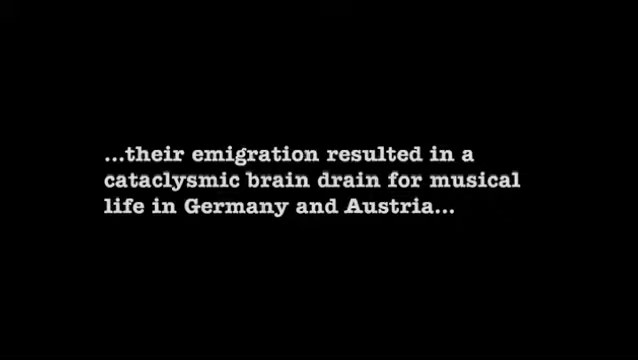 ...their emigration resulted in a
cataclysmic brain drain for musical
life in Germany and Austria...